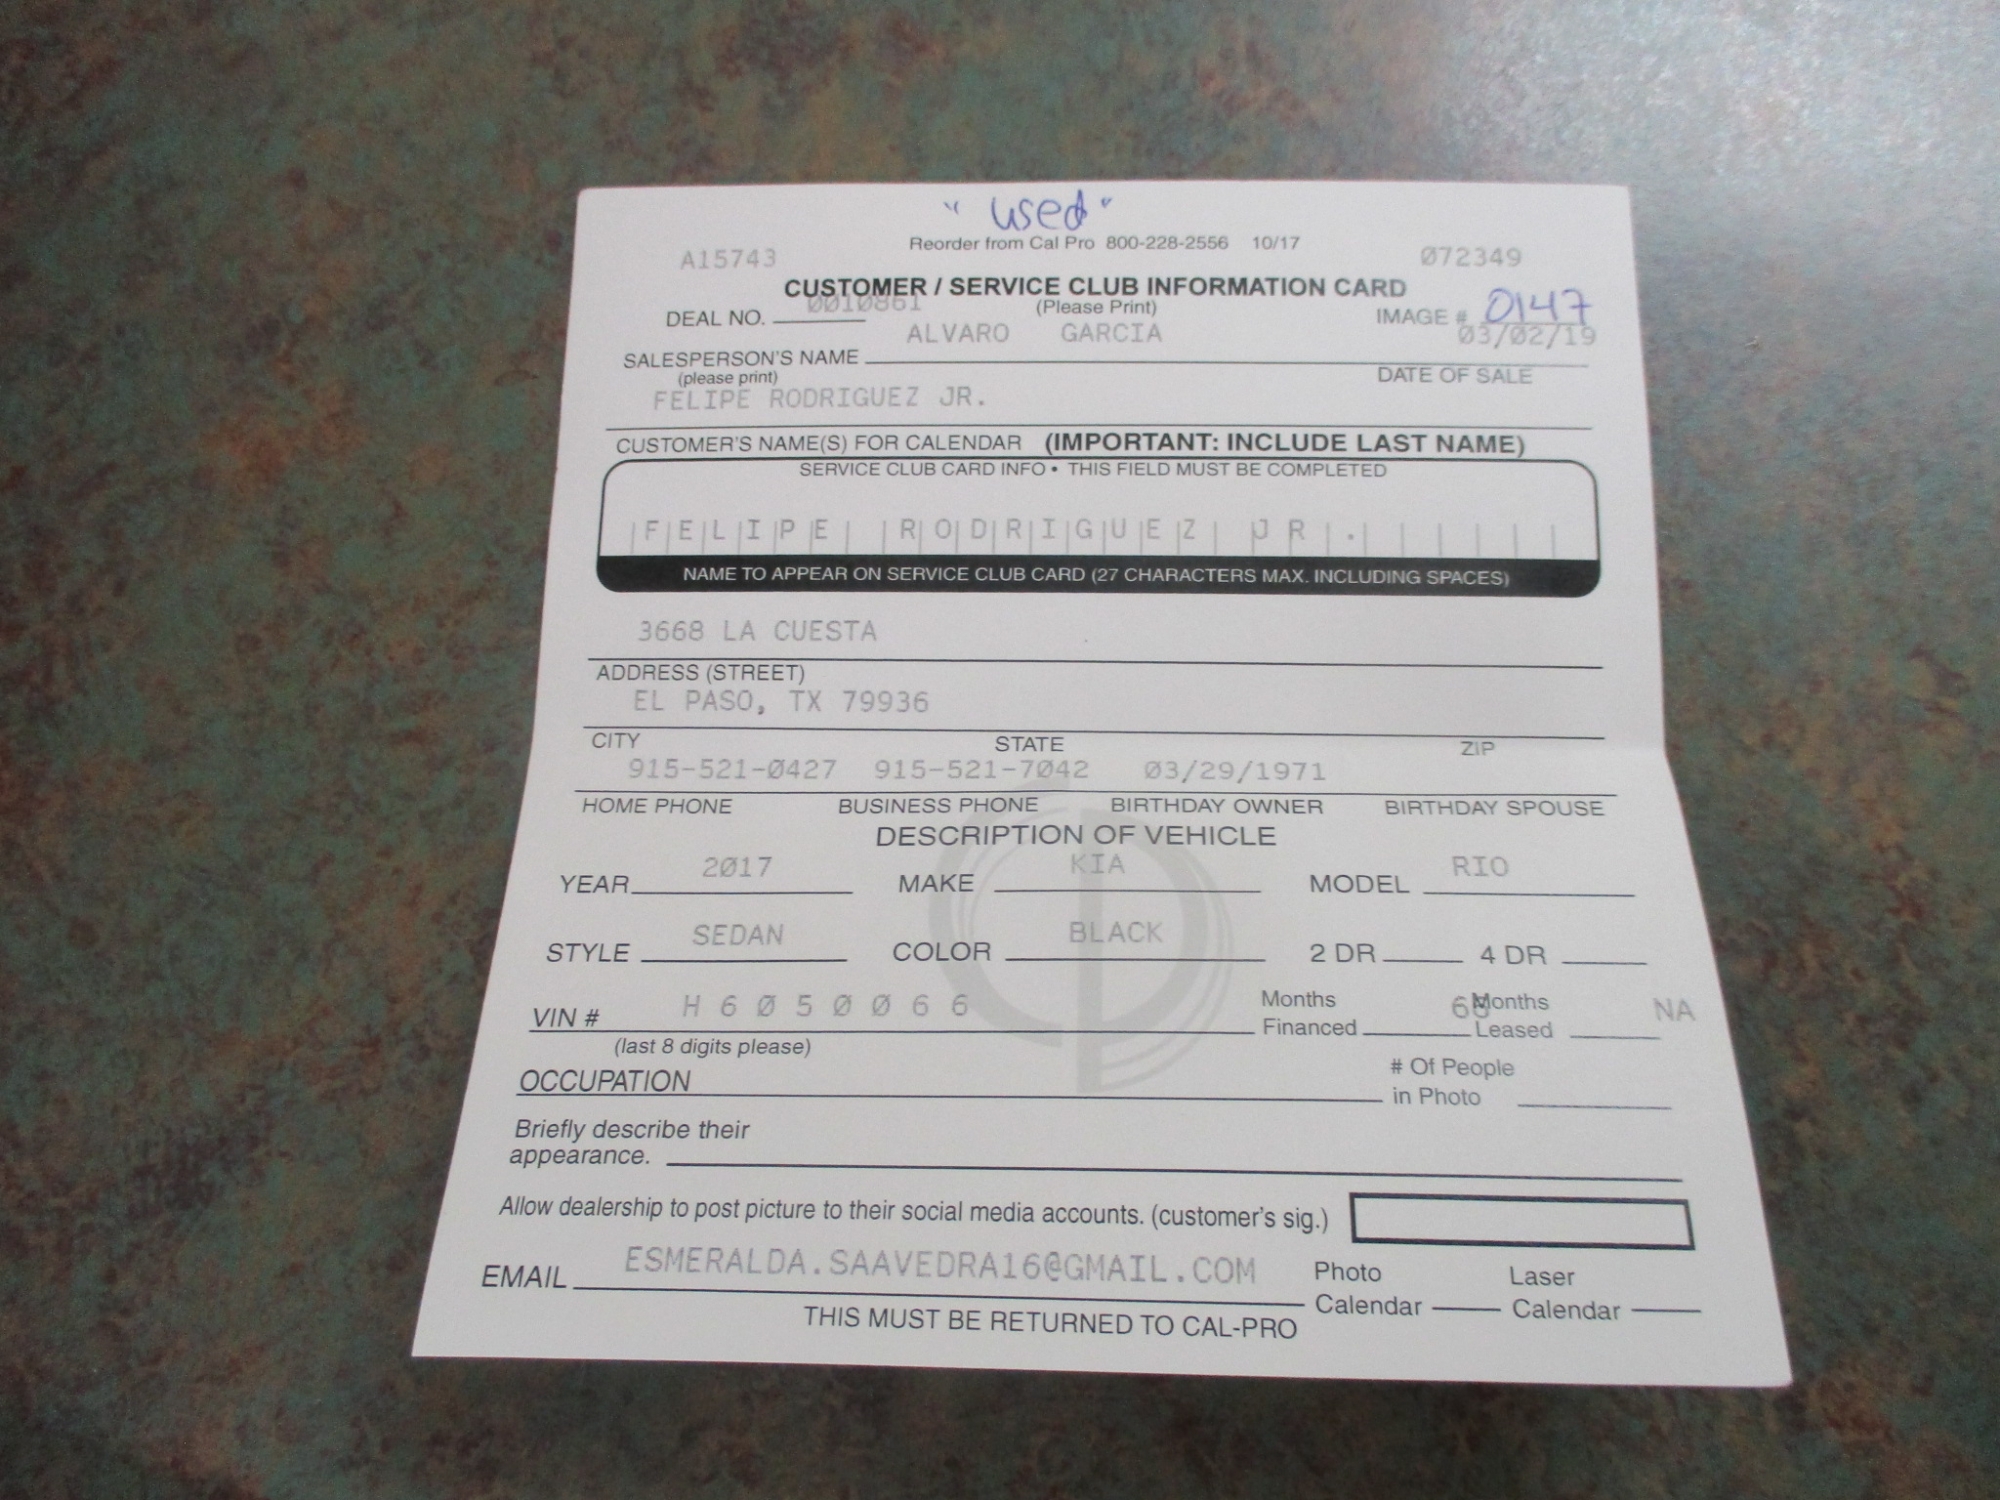 "used"
Reorder from Cal Pro 800-228-2556 10/17
A15743 072349
CUSTOMER / SERVICE CLUB INFORMATION CARD
DEAL NO. 0010861 (Please Print) IMAGE # 0147
ALVARO GARCIA 03/02/19
SALESPERSON'S NAME DATE OF SALE
(please print)
FELIPE RODRIGUEZ JR.
CUSTOMER'S NAME(S) FOR CALENDAR (IMPORTANT: INCLUDE LAST NAME)
SERVICE CLUB CARD INFO • THIS FIELD MUST BE COMPLETED
FELIPE RODRIGUEZ JR.
NAME TO APPEAR ON SERVICE CLUB CARD (27 CHARACTERS MAX. INCLUDING SPACES)
3668 LA CUESTA
ADDRESS (STREET)
EL PASO, TX 79936
CITY STATE ZIP
915-521-0427 915-521-7042 03/29/1971
HOME PHONE BUSINESS PHONE BIRTHDAY OWNER BIRTHDAY SPOUSE
DESCRIPTION OF VEHICLE
YEAR 2017 MAKE KIA MODEL RIO
STYLE SEDAN COLOR BLACK 2 DR 4 DR
VIN # H6050066 Months Financed Months Leased NA
(last 8 digits please)
OCCUPATION # Of People in Photo
Briefly describe their
appearance.
Allow dealership to post picture to their social media accounts. (customer's sig.)
EMAIL ESMERALDA.SAAVEDRA16@GMAIL.COM Photo Calendar Laser Calendar
THIS MUST BE RETURNED TO CAL-PRO